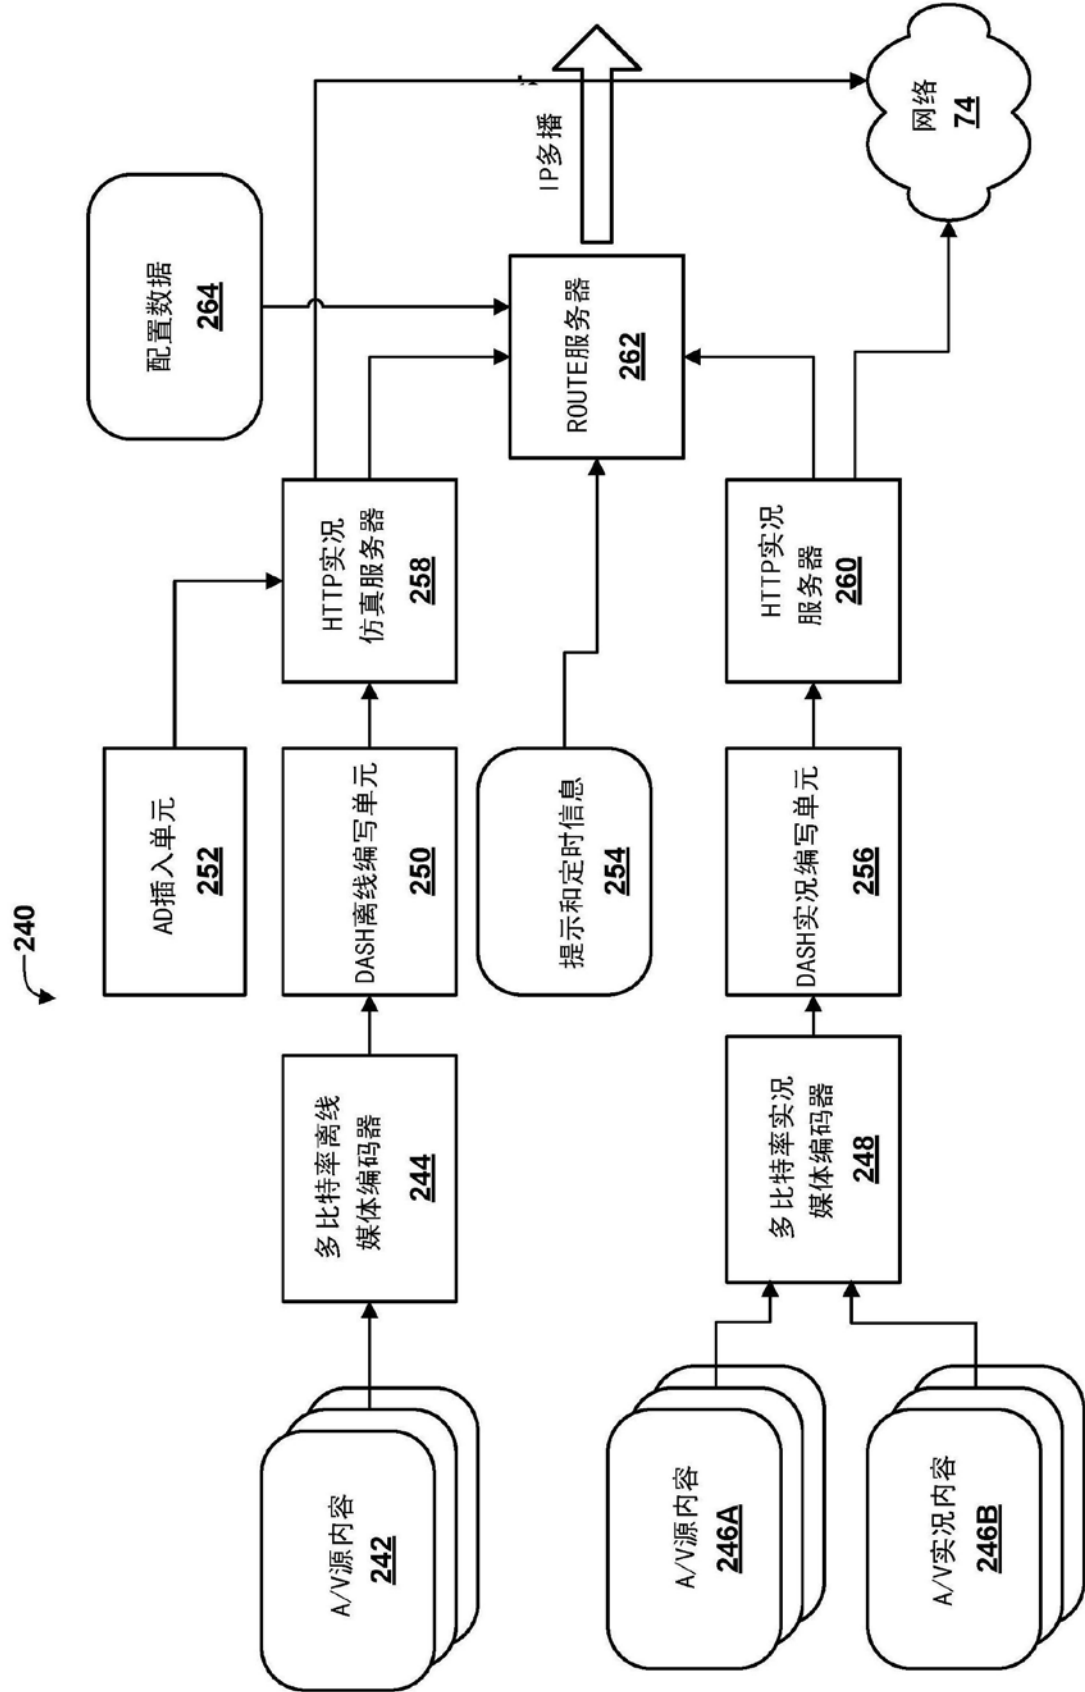 240
A/V源内容
242
多比特率离线
媒体编码器
244
AD插入单元
252
DASH离线编写单元
250
HTTP实况
仿真服务器
258
配置数据
264
提示和定时信息
254
ROUTE服务器
262
IP多播
A/V源内容
246A
A/V实况内容
246B
多比特率实况
媒体编码器
248
DASH实况编写单元
256
HTTP实况
服务器
260
网络
74